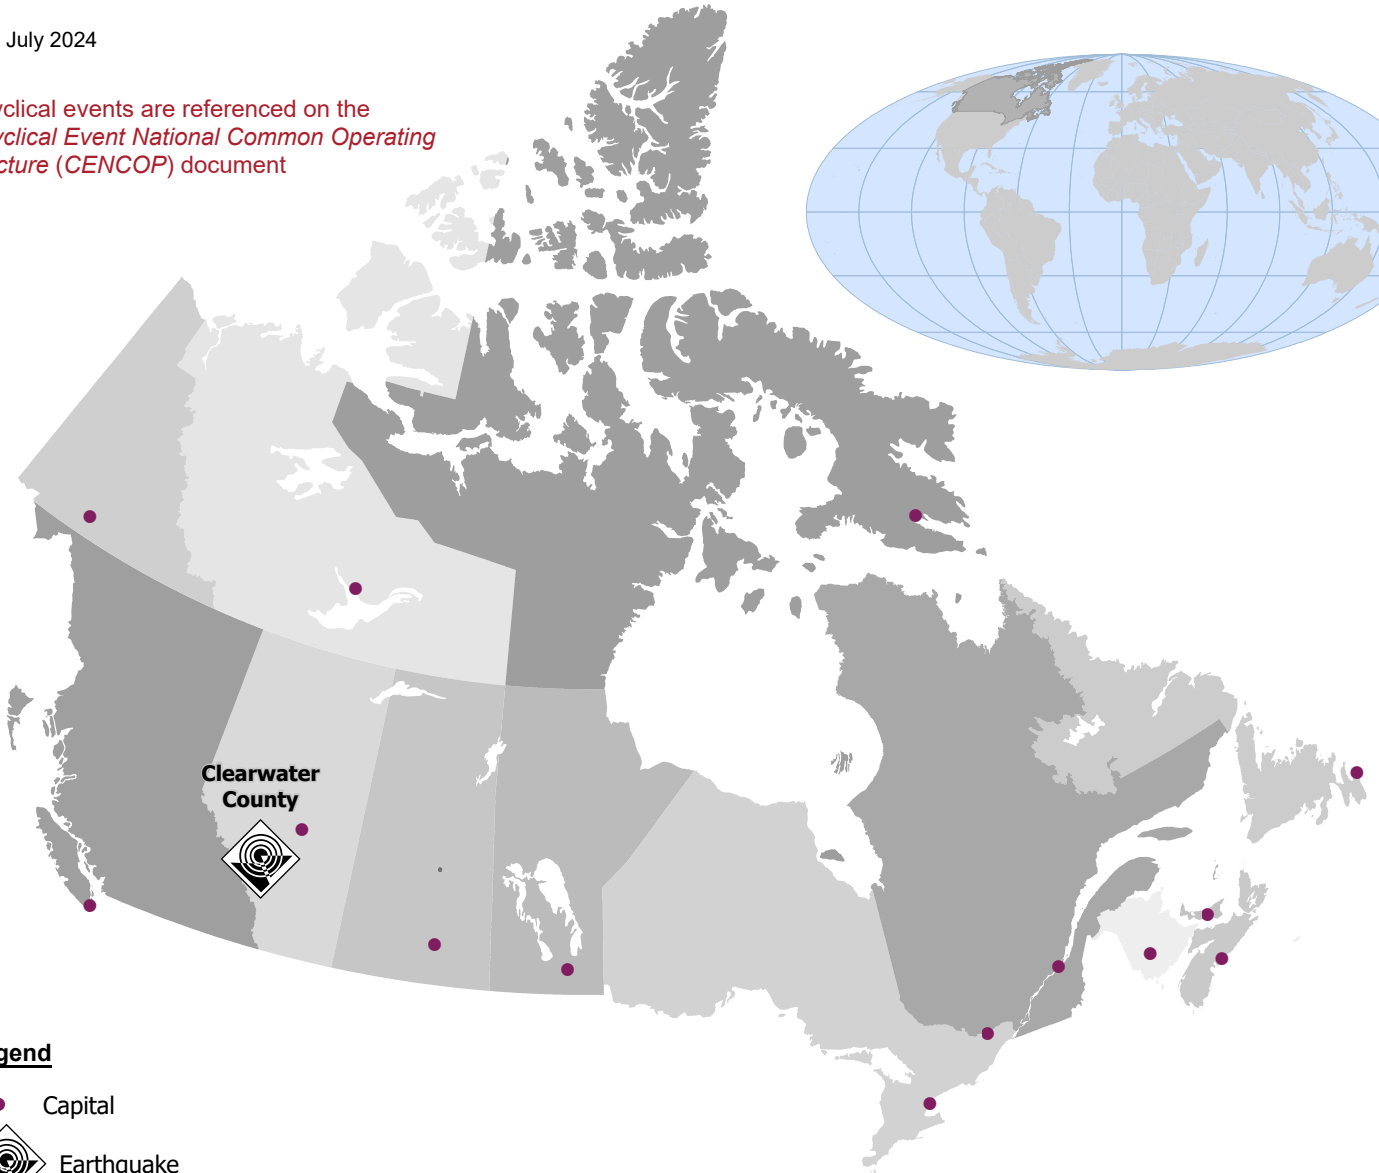 July 2024
yclical events are referenced on the
yclical Event National Common Operating
cture (CENCOP) document
Clearwater
County
gend
Capital
Earthquake